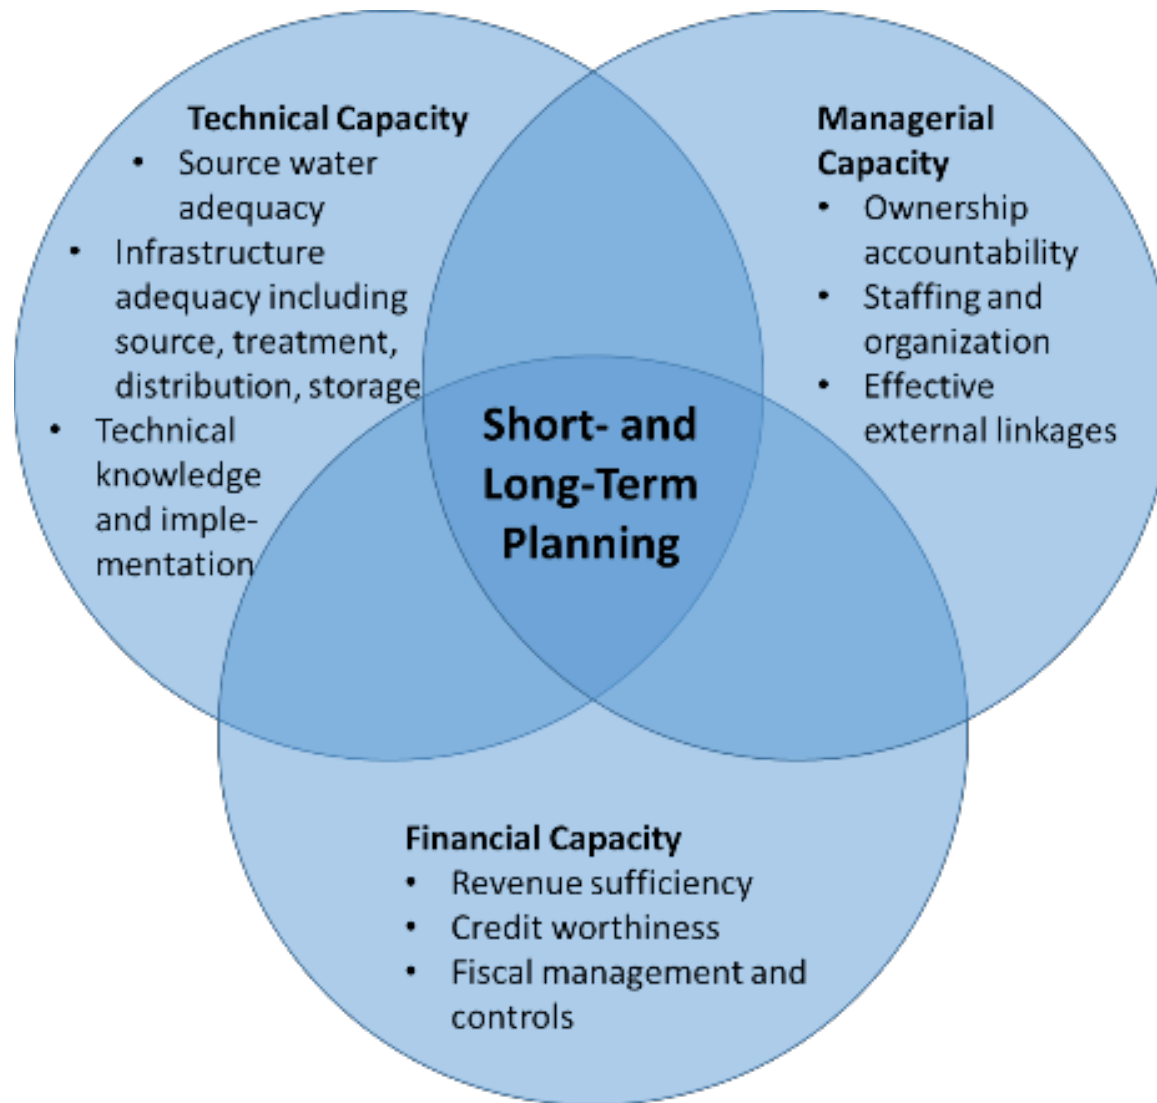 Technical Capacity
• Source water
adequacy
• Infrastructure
adequacy including
source, treatment,
distribution, storage
• Technical
knowledge
and imple-
mentation
Managerial
Capacity
• Ownership
accountability
• Staffing and
organization
• Effective
external linkages
Short- and
Long-Term
Planning
Financial Capacity
• Revenue sufficiency
• Credit worthiness
• Fiscal management and
controls